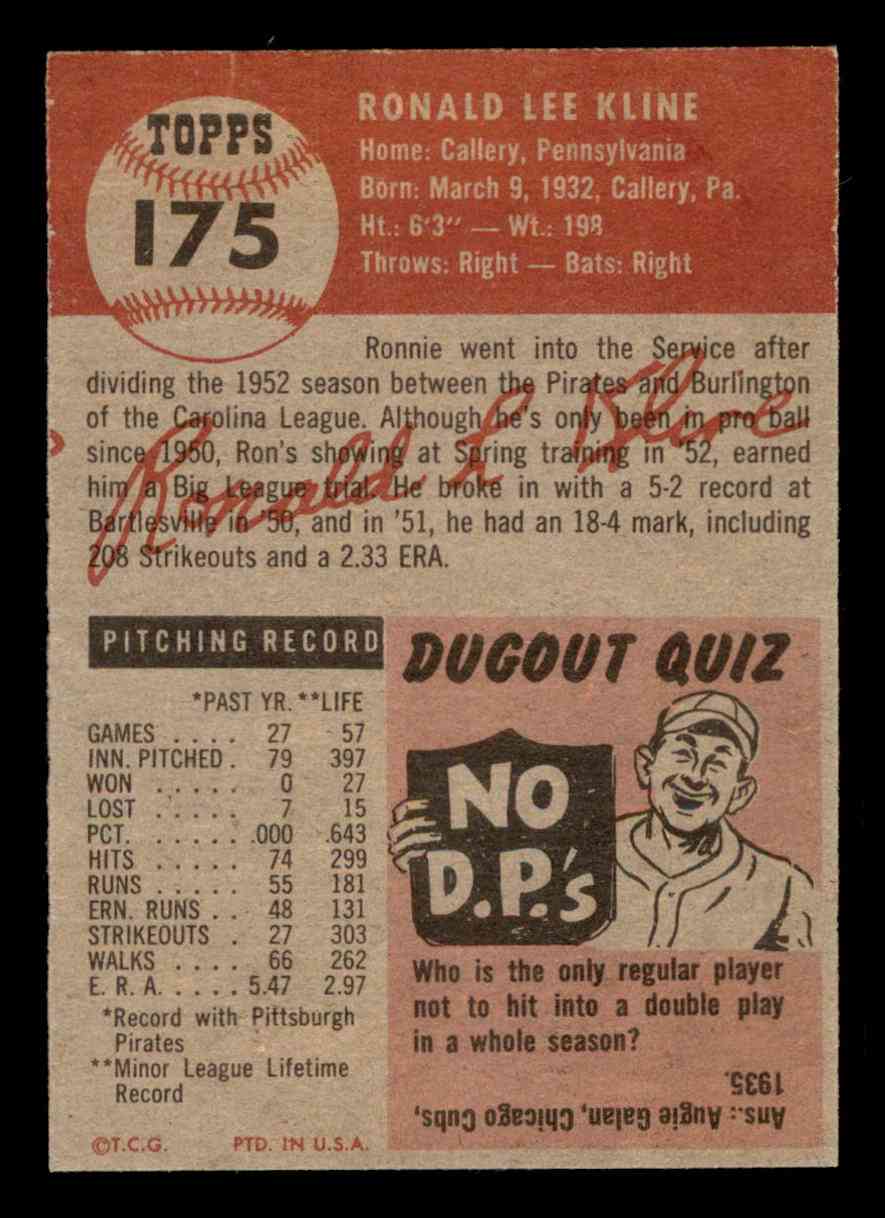 TOPPS
175
RONALD LEE KLINE
Home: Callery, Pennsylvania
Born: March 9, 1932, Callery, Pa.
Ht.: 6'3" — Wt.: 198
Throws: Right — Bats: Right
Ronnie went into the Service after
dividing the 1952 season between the Pirates and Burlington
of the Carolina League. Although he's only been in pro ball
since 1950, Ron's showing at Spring training in '52, earned
him a Big League trial. He broke in with a 5-2 record at
Bartlesville in '50, and in '51, he had an 18-4 mark, including
208 Strikeouts and a 2.33 ERA.
Ronald L Kline
PITCHING RECORD
*PAST YR. **LIFE
GAMES . . . . 27 57
INN. PITCHED . 79 397
WON . . . . . 0 27
LOST . . . . . 7 15
PCT. . . . . . .000 .643
HITS . . . . . 74 299
RUNS . . . . . 55 181
ERN. RUNS . . 48 131
STRIKEOUTS . 27 303
WALKS . . . . 66 262
E. R. A. . . . . 5.47 2.97
*Record with Pittsburgh
Pirates
**Minor League Lifetime
Record
©T.C.G. PTD. IN U.S.A.
DUGOUT QUIZ
NO
D.P.'s
Who is the only regular player
not to hit into a double play
in a whole season?
Ans.: Angie Galan, Chicago Cubs,
1935.